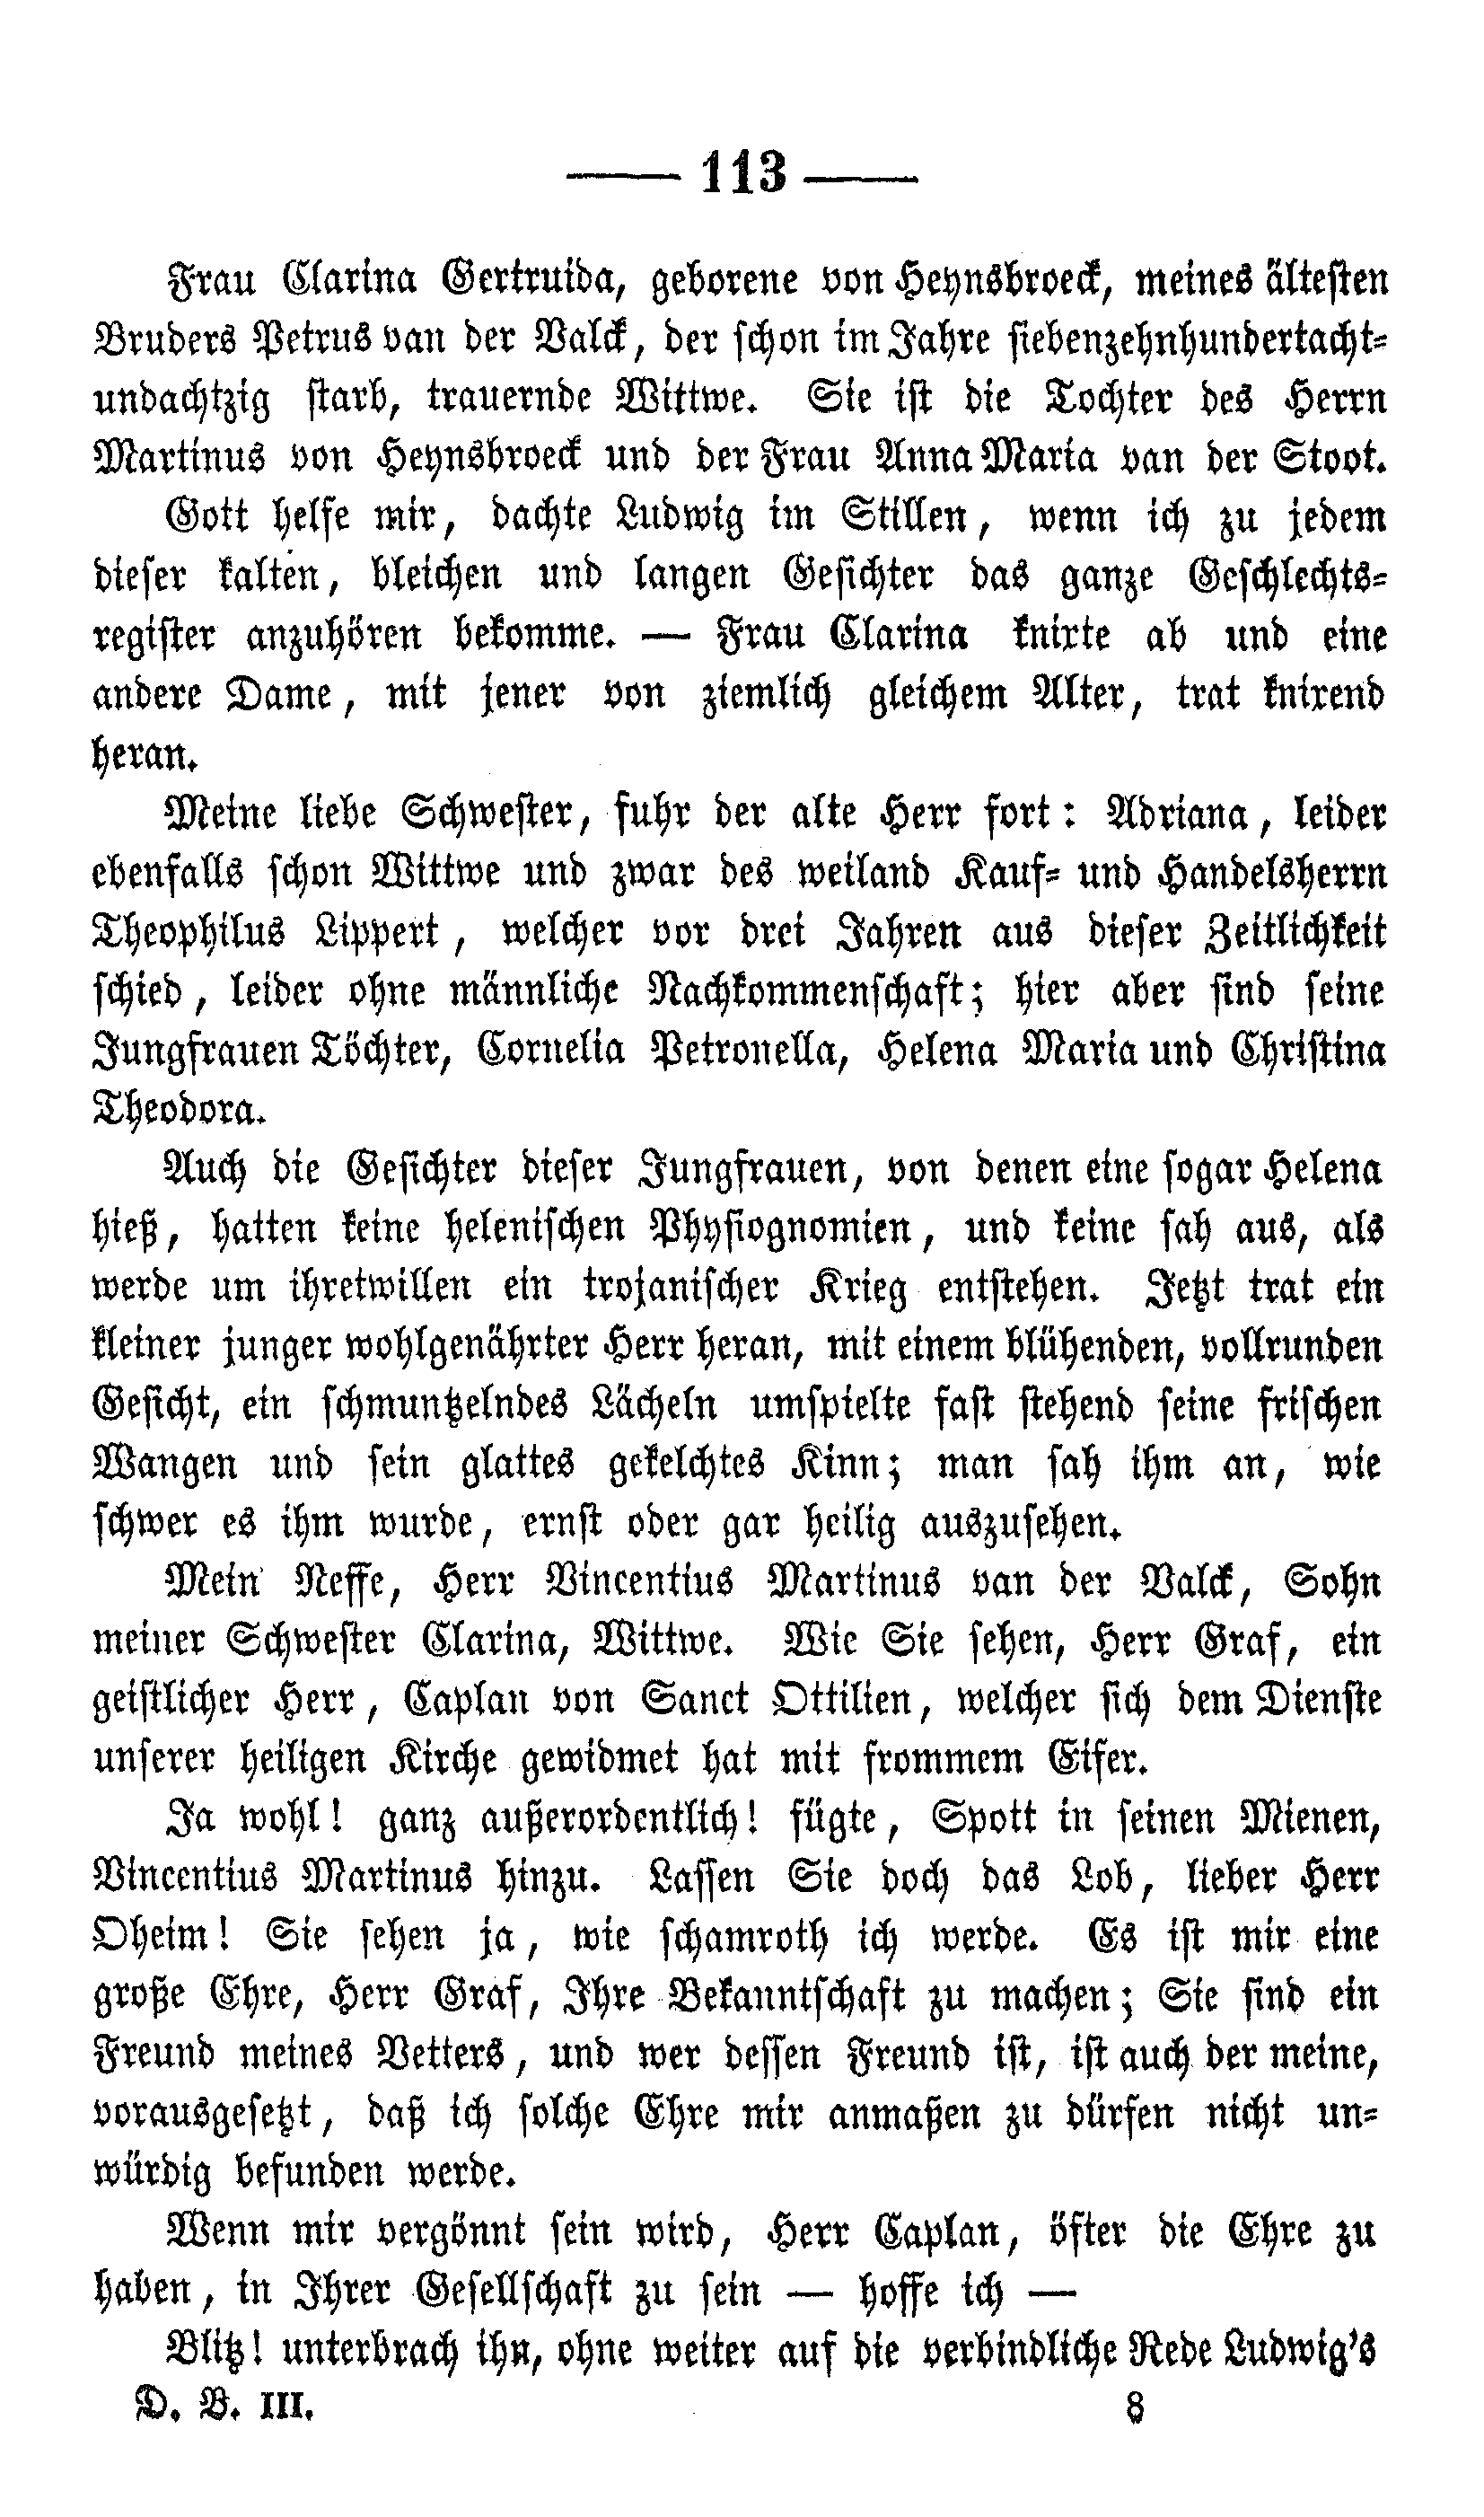 — 113 —
Frau Clarina Gertruida, geborene von Heynsbroeck, meines ältesten
Bruders Petrus van der Valck, der schon im Jahre siebenzehnhundertacht-
undachtzig starb, trauernde Wittwe. Sie ist die Tochter des Herrn
Martinus von Heynsbroeck und der Frau Anna Maria van der Stoot.
Gott helfe mir, dachte Ludwig im Stillen, wenn ich zu jedem
dieser kalten, bleichen und langen Gesichter das ganze Geschlechts-
register anzuhören bekomme. — Frau Clarina knixte ab und eine
andere Dame, mit jener von ziemlich gleichem Alter, trat knixend
heran.
Meine liebe Schwester, fuhr der alte Herr fort: Adriana, leider
ebenfalls schon Wittwe und zwar des weiland Kauf- und Handelsherrn
Theophilus Lippert, welcher vor drei Jahren aus dieser Zeitlichkeit
schied, leider ohne männliche Nachkommenschaft; hier aber sind seine
Jungfrauen Töchter, Cornelia Petronella, Helena Maria und Christina
Theodora.
Auch die Gesichter dieser Jungfrauen, von denen eine sogar Helena
hieß, hatten keine helenischen Physiognomien, und keine sah aus, als
werde um ihretwillen ein trojanischer Krieg entstehen. Jetzt trat ein
kleiner junger wohlgenährter Herr heran, mit einem blühenden, vollrunden
Gesicht, ein schmuntzelndes Lächeln umspielte fast stehend seine frischen
Wangen und sein glattes gekelchtes Kinn; man sah ihm an, wie
schwer es ihm wurde, ernst oder gar heilig auszusehen.
Mein Neffe, Herr Vincentius Martinus van der Valck, Sohn
meiner Schwester Clarina, Wittwe. Wie Sie sehen, Herr Graf, ein
geistlicher Herr, Caplan von Sanct Ottilien, welcher sich dem Dienste
unserer heiligen Kirche gewidmet hat mit frommem Eifer.
Ja wohl! ganz außerordentlich! fügte, Spott in seinen Mienen,
Vincentius Martinus hinzu. Lassen Sie doch das Lob, lieber Herr
Oheim! Sie sehen ja, wie schamroth ich werde. Es ist mir eine
große Ehre, Herr Graf, Ihre Bekanntschaft zu machen; Sie sind ein
Freund meines Vetters, und wer dessen Freund ist, ist auch der meine,
vorausgesetzt, daß ich solche Ehre mir anmaßen zu dürfen nicht un-
würdig befunden werde.
Wenn mir vergönnt sein wird, Herr Caplan, öfter die Ehre zu
haben, in Ihrer Gesellschaft zu sein — hoffe ich —
Blitz! unterbrach ihn, ohne weiter auf die verbindliche Rede Ludwig's
D. B. III. 8